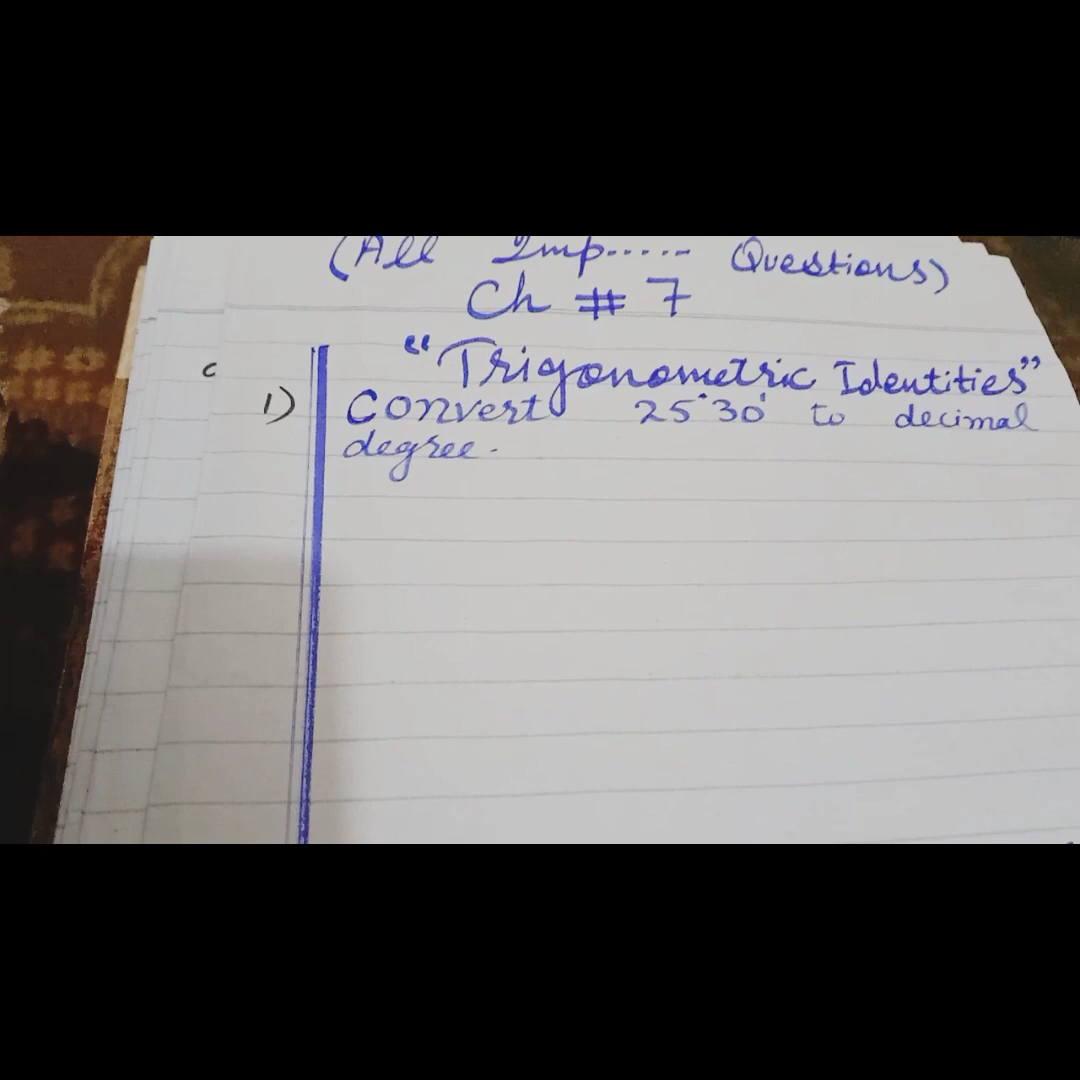 (All Imp..... Questions)
Ch # 7
"Trigonometric Identities"
1) Convert 25°30' to decimal
degree.